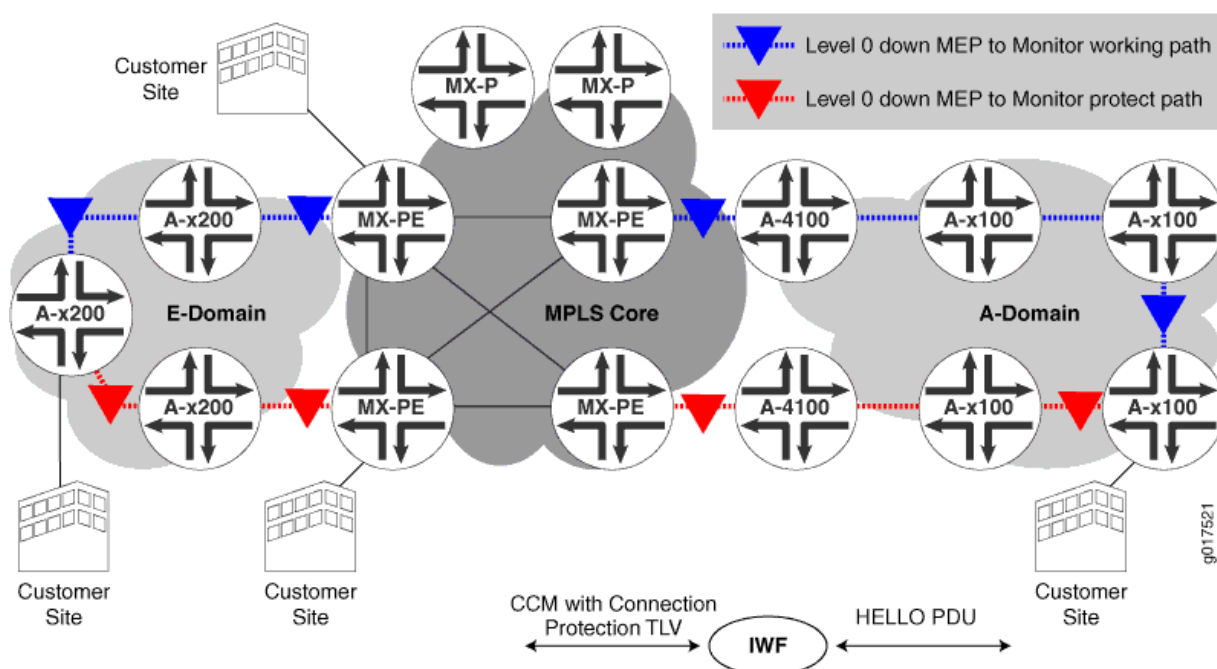 Level 0 down MEP to Monitor working path
Level 0 down MEP to Monitor protect path
Customer
Site
MX-P
MX-P
A-x200
MX-PE
MX-PE
A-4100
A-x100
A-x100
A-x200
E-Domain
MPLS Core
A-Domain
A-x200
MX-PE
MX-PE
A-4100
A-x100
A-x100
Customer
Site
Customer
Site
Customer
Site
CCM with Connection
Protection TLV
IWF
HELLO PDU
g017521